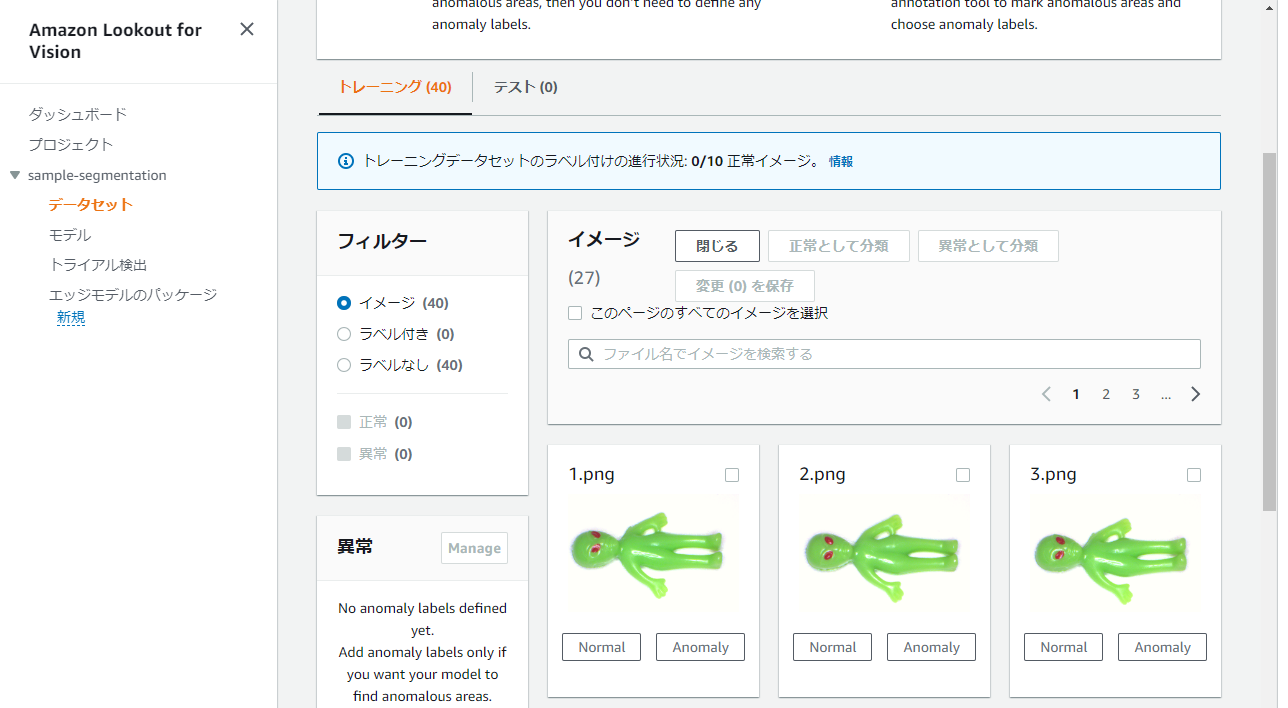 Amazon Lookout for
Vision
ダッシュボード
プロジェクト
sample-segmentation
データセット
モデル
トライアル検出
エッジモデルのパッケージ
新規
anomalous areas, then you don't need to define any
anomaly labels.
annotation tool to mark anomalous areas and
choose anomaly labels.
トレーニング (40)
テスト (0)
トレーニングデータセットのラベル付けの進行状況: 0/10 正常イメージ。 情報
フィルター
イメージ (40)
ラベル付き (0)
ラベルなし (40)
正常 (0)
異常 (0)
異常
Manage
No anomaly labels defined
yet.
Add anomaly labels only if
you want your model to
find anomalous areas.
イメージ
(27)
閉じる
正常として分類
異常として分類
変更 (0) を保存
このページのすべてのイメージを選択
ファイル名でイメージを検索する
1 2 3 ...
1.png
Normal Anomaly
2.png
Normal Anomaly
3.png
Normal Anomaly